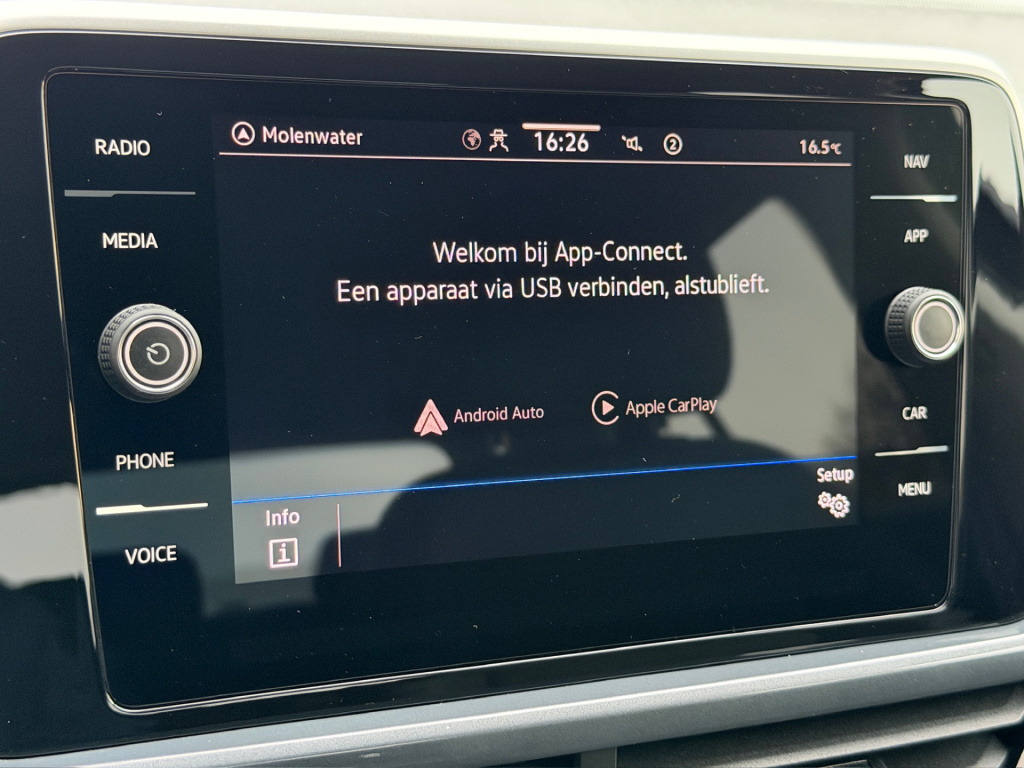 RADIO
MEDIA
PHONE
VOICE
Molenwater
16:26
2
16.5°C
Welkom bij App-Connect.
Een apparaat via USB verbinden, alstublieft.
Android Auto
Apple CarPlay
Info
i
Setup
NAV
APP
CAR
MENU